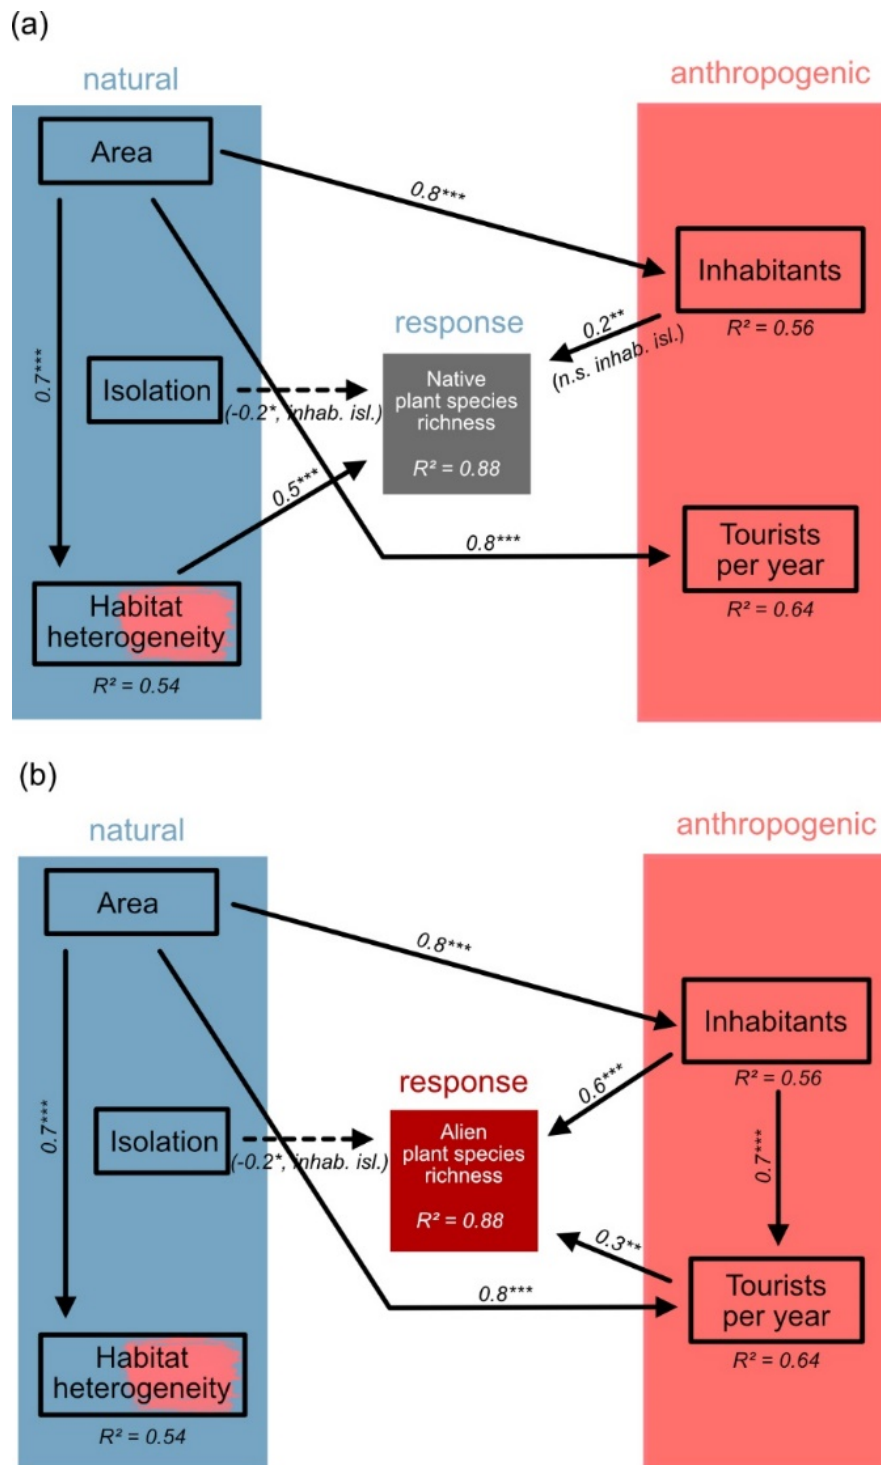 (a)
natural
anthropogenic
Area
0.8***
Inhabitants
R² = 0.56
response
0.2**
(n.s. inhab. isl.)
0.7***
Isolation
(-0.2*, inhab. isl.)
Native
plant species
richness
R² = 0.88
0.5***
0.8***
Tourists
per year
R² = 0.64
Habitat
heterogeneity
R² = 0.54
(b)
natural
anthropogenic
Area
0.8***
Inhabitants
R² = 0.56
response
0.6***
0.7***
Isolation
(-0.2*, inhab. isl.)
Alien
plant species
richness
R² = 0.88
0.7***
0.3**
0.8***
Tourists
per year
R² = 0.64
Habitat
heterogeneity
R² = 0.54